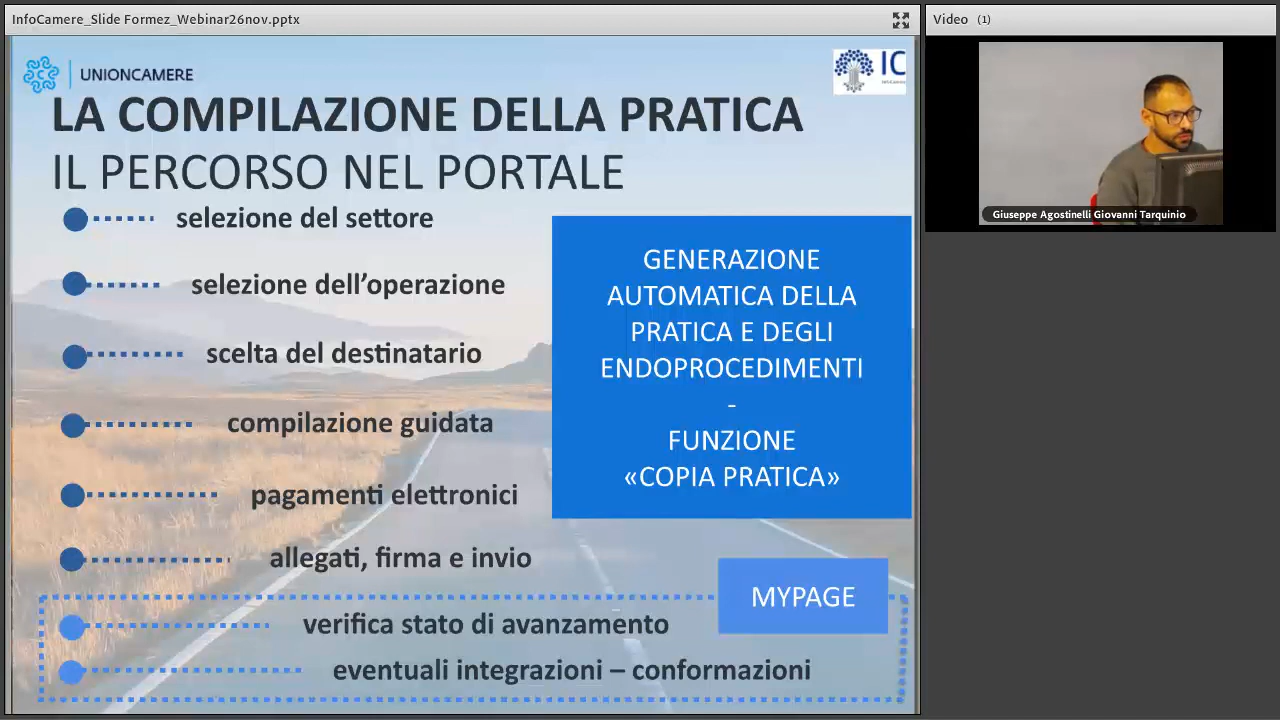 InfoCamere_Slide Formez_Webinar26nov.pptx
Video (1)
UNIONCAMERE
IC
InfoCamere
LA COMPILAZIONE DELLA PRATICA
IL PERCORSO NEL PORTALE
selezione del settore
selezione dell’operazione
scelta del destinatario
compilazione guidata
pagamenti elettronici
allegati, firma e invio
verifica stato di avanzamento
eventuali integrazioni – conformazioni
GENERAZIONE
AUTOMATICA DELLA
PRATICA E DEGLI
ENDOPROCEDIMENTI
-
FUNZIONE
«COPIA PRATICA»
MYPAGE
Giuseppe Agostinelli Giovanni Tarquinio